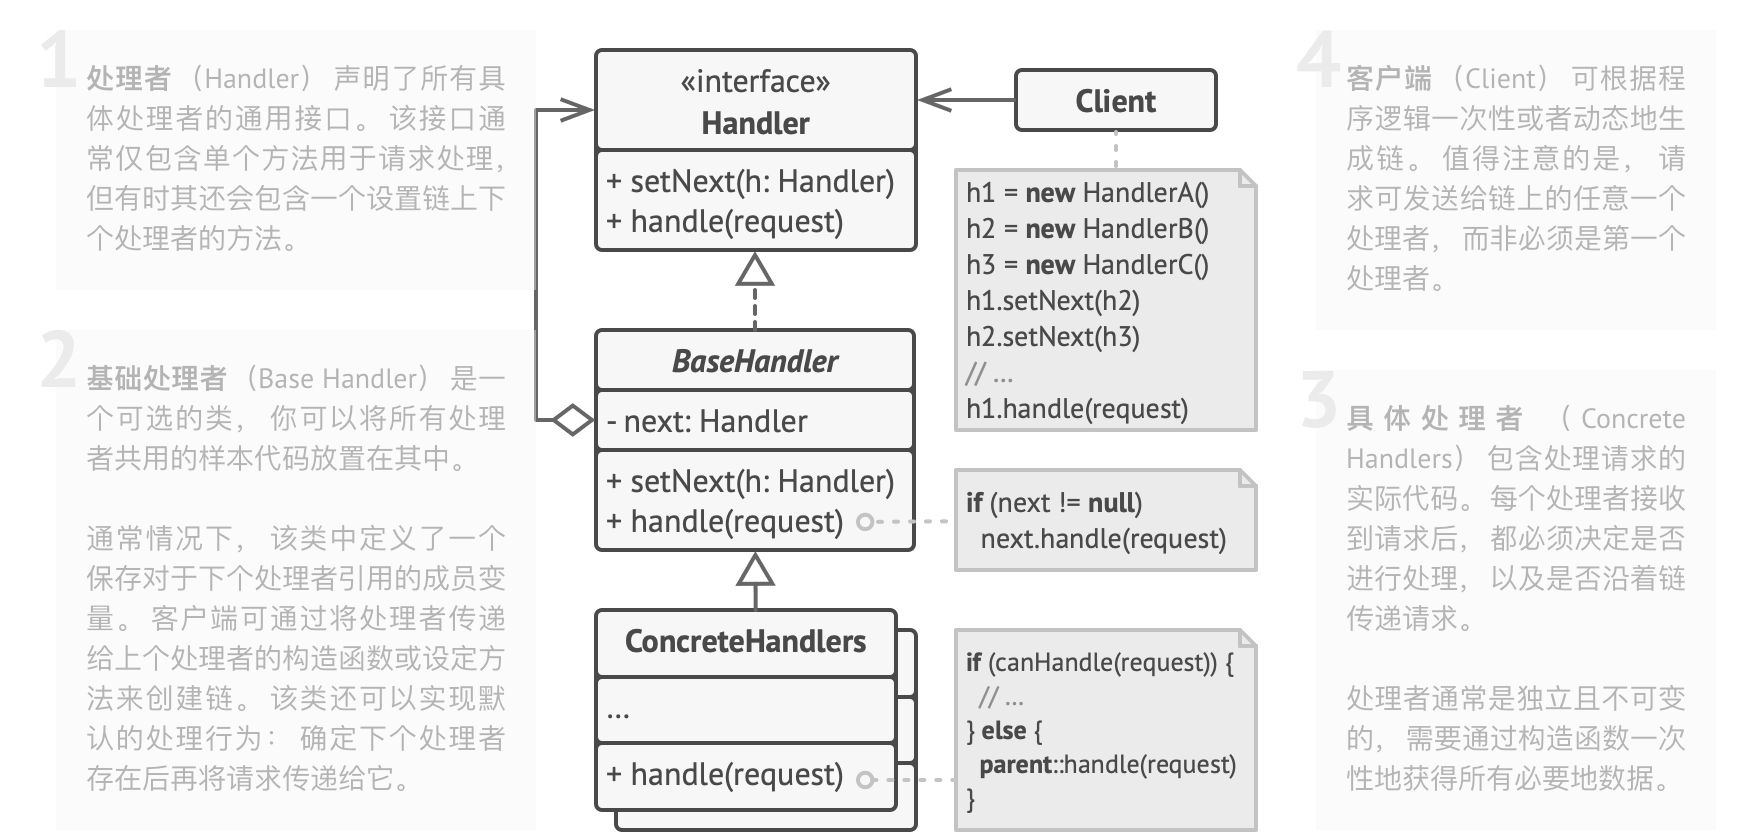 1
处理者 （Handler） 声明了所有具
体处理者的通用接口。 该接口通
常仅包含单个方法用于请求处理，
但有时其还会包含一个设置链上下
个处理者的方法。
2
基础处理者 （Base Handler） 是一
个可选的类， 你可以将所有处理
者共用的样本代码放置在其中。
通常情况下， 该类中定义了一个
保存对于下个处理者引用的成员变
量。 客户端可通过将处理者传递
给上个处理者的构造函数或设定方
法来创建链。 该类还可以实现默
认的处理行为： 确定下个处理者
存在后再将请求传递给它。
«interface»
Handler
+ setNext(h: Handler)
+ handle(request)
BaseHandler
- next: Handler
+ setNext(h: Handler)
+ handle(request)
ConcreteHandlers
...
+ handle(request)
Client
h1 = new HandlerA()
h2 = new HandlerB()
h3 = new HandlerC()
h1.setNext(h2)
h2.setNext(h3)
// ...
h1.handle(request)
if (next != null)
next.handle(request)
if (canHandle(request)) {
// ...
} else {
parent::handle(request)
}
4
客户端 （Client） 可根据程
序逻辑一次性或者动态地生
成链。 值得注意的是， 请
求可发送给链上的任意一个
处理者， 而非必须是第一个
处理者。
3
具体处理者 （Concrete
Handlers） 包含处理请求的
实际代码。 每个处理者接收
到请求后， 都必须决定是否
进行处理， 以及是否沿着链
传递请求。
处理者通常是独立且不可变
的， 需要通过构造函数一次
性地获得所有必要地数据。